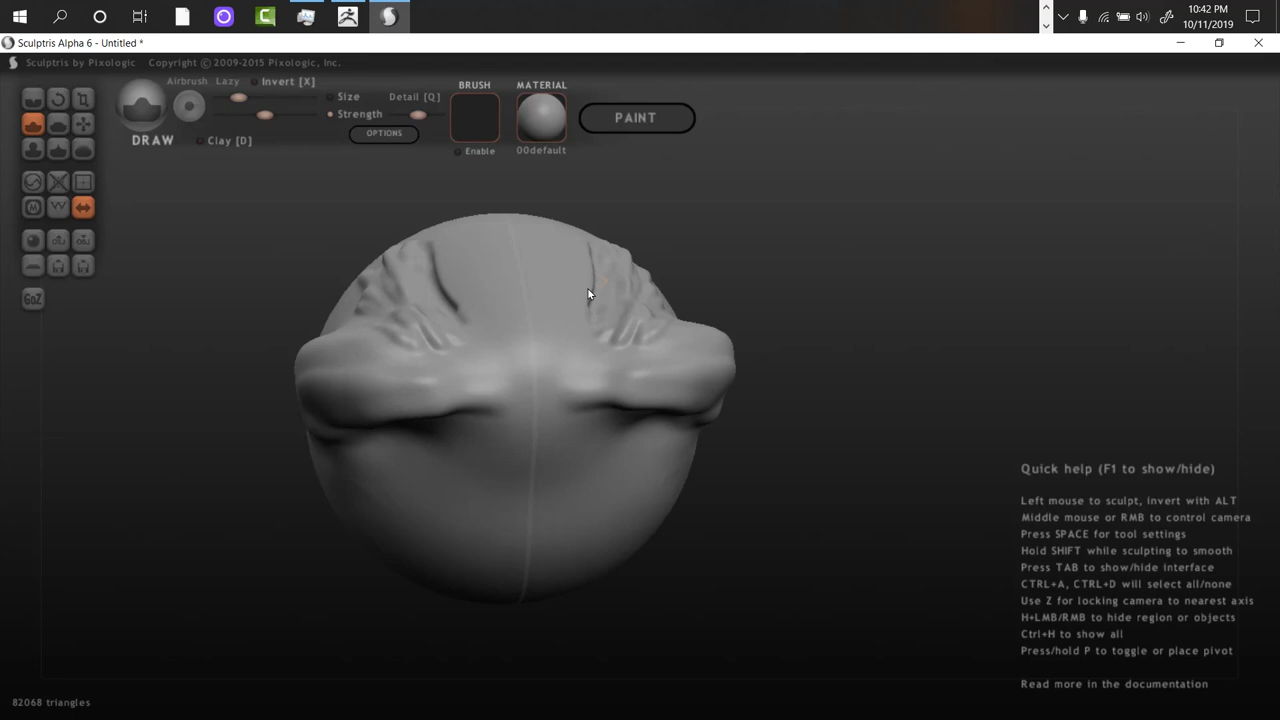 10:42 PM
10/11/2019
Sculptris Alpha 6 - Untitled *
Sculptris by Pixologic Copyright © 2009-2015 Pixologic, Inc.
Airbrush Lazy Invert [X]
Size Detail [Q]
Strength
OPTIONS
DRAW Clay [D]
BRUSH
Enable
MATERIAL
00default
PAINT
GoZ
Quick help (F1 to show/hide)
Left mouse to sculpt, invert with ALT
Middle mouse or RMB to control camera
Press SPACE for tool settings
Hold SHIFT while sculpting to smooth
Press TAB to show/hide interface
CTRL+A, CTRL+D will select all/none
Use Z for locking camera to nearest axis
H+LMB/RMB to hide region or objects
Ctrl+H to show all
Press/hold P to toggle or place pivot
Read more in the documentation
82068 triangles